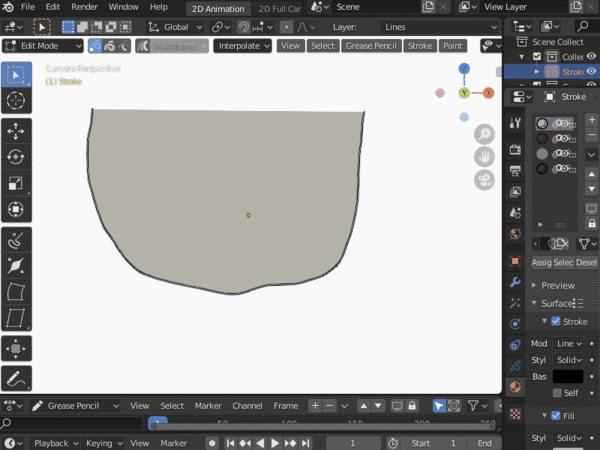 File Edit Render Window Help 2D Animation 2D Full Car Scene View Layer
Global Layer: Lines
Edit Mode Multiframe Interpolate View Select Grease Pencil Stroke Point
Scene Collect
Collec
Strok
Camera Perspective
(1) Stroke
Z
Y
X
Stroke
Assig Selec Desel
Preview
Surface
Stroke
Mod Line
Styl Solid
Bas
Self
Fill
Styl Solid
Grease Pencil View Select Marker Channel Frame
1 50 100 150 200 250
Playback Keying View Marker 1 Start 1 End